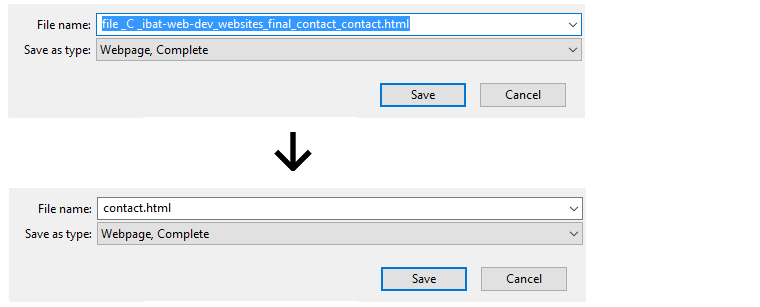 File name: file _C _ibat-web-dev_websites_final_contact_contact.html
Save as type: Webpage, Complete
Save Cancel
File name: contact.html
Save as type: Webpage, Complete
Save Cancel